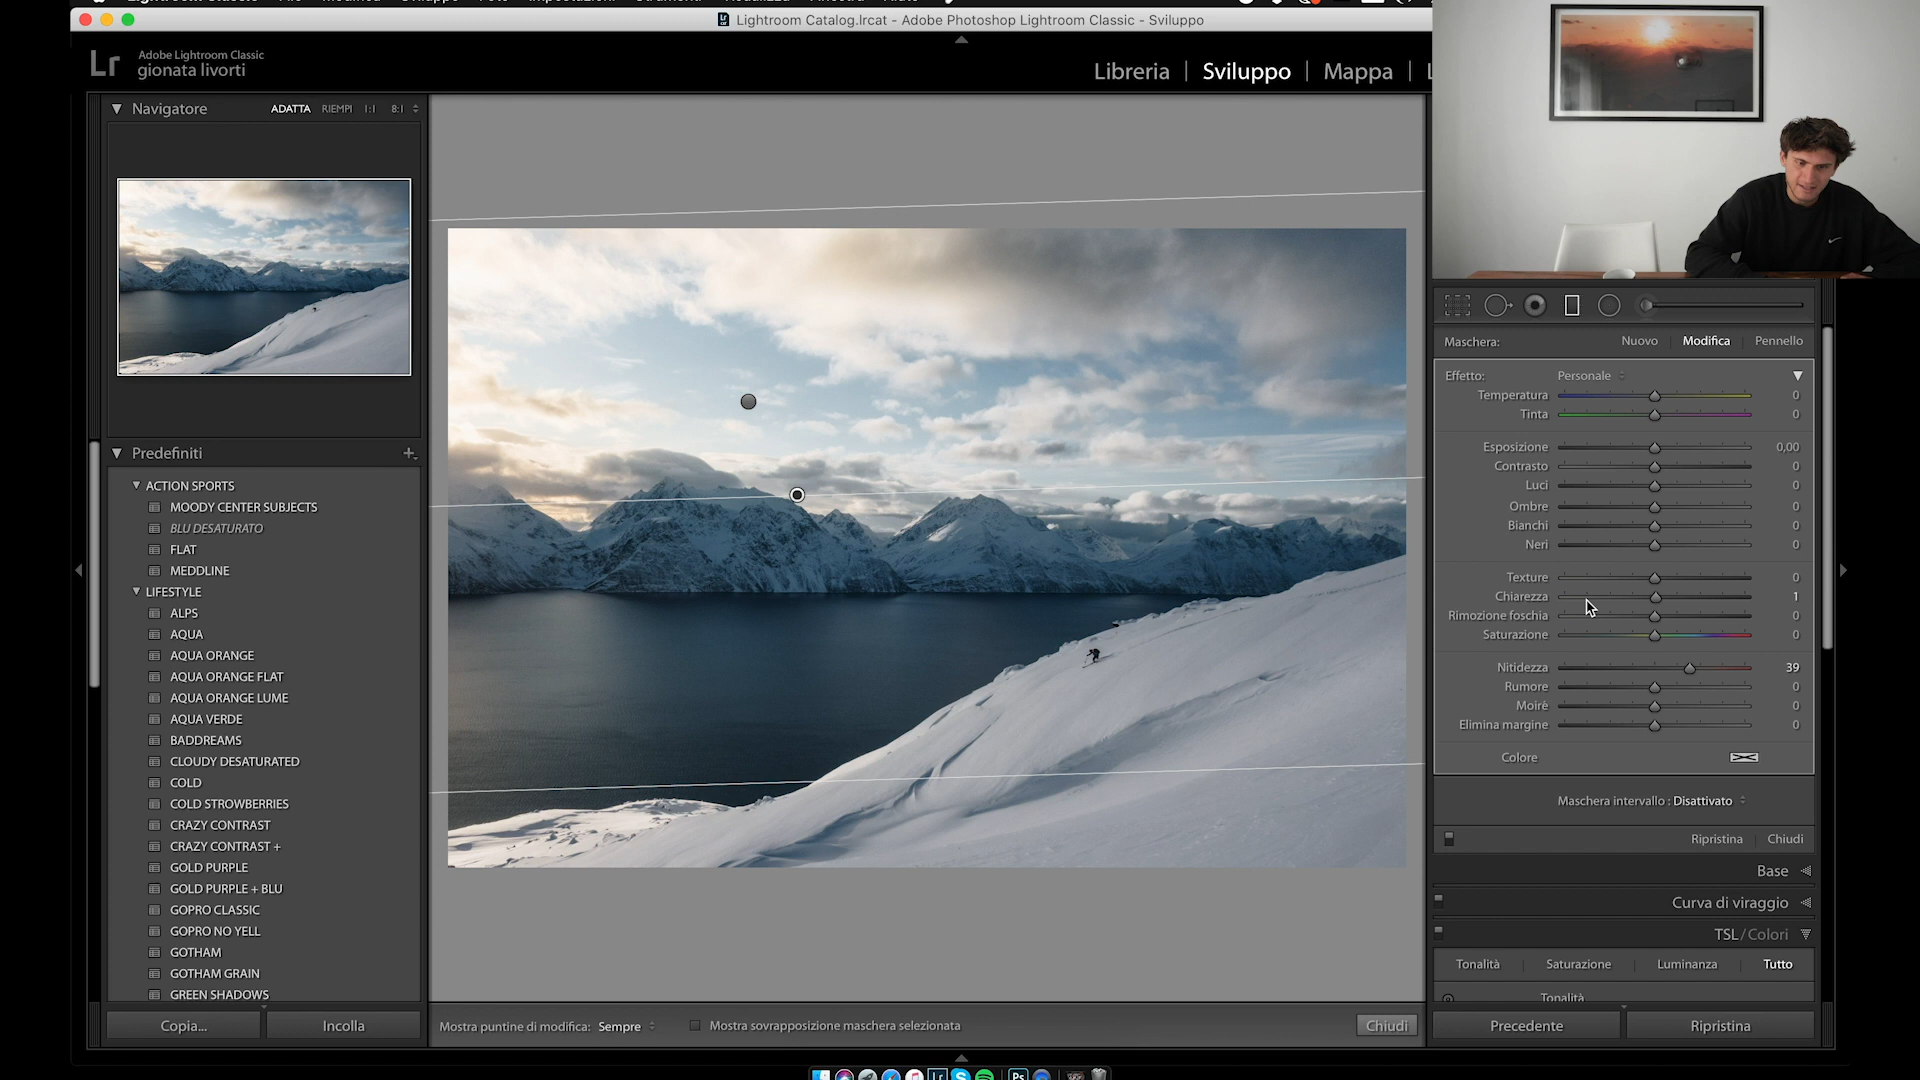 Lightroom Catalog.lrcat - Adobe Photoshop Lightroom Classic - Sviluppo
Lr
Adobe Lightroom Classic
gionata livorti
Libreria | Sviluppo | Mappa |
Navigatore
ADATTA RIEMPI 1:1 8:1
Predefiniti
ACTION SPORTS
MOODY CENTER SUBJECTS
BLU DESATURATO
FLAT
MEDDLINE
LIFESTYLE
ALPS
AQUA
AQUA ORANGE
AQUA ORANGE FLAT
AQUA ORANGE LUME
AQUA VERDE
BADDREAMS
CLOUDY DESATURATED
COLD
COLD STROWBERRIES
CRAZY CONTRAST
CRAZY CONTRAST +
GOLD PURPLE
GOLD PURPLE + BLU
GOPRO CLASSIC
GOPRO NO YELL
GOTHAM
GOTHAM GRAIN
GREEN SHADOWS
Copia... Incolla
Mostra puntine di modifica: Sempre
Mostra sovrapposizione maschera selezionata
Chiudi
Maschera: Nuovo Modifica Pennello
Effetto: Personale
Temperatura 0
Tinta 0
Esposizione 0,00
Contrasto 0
Luci 0
Ombre 0
Bianchi 0
Neri 0
Texture 0
Chiarezza 1
Rimozione foschia 0
Saturazione 0
Nitidezza 39
Rumore 0
Moiré 0
Elimina margine 0
Colore
Maschera intervallo : Disattivato
Ripristina Chiudi
Base
Curva di viraggio
TSL / Colori
Tonalità Saturazione Luminanza Tutto
Tonalità
Precedente Ripristina
Lr
Ps